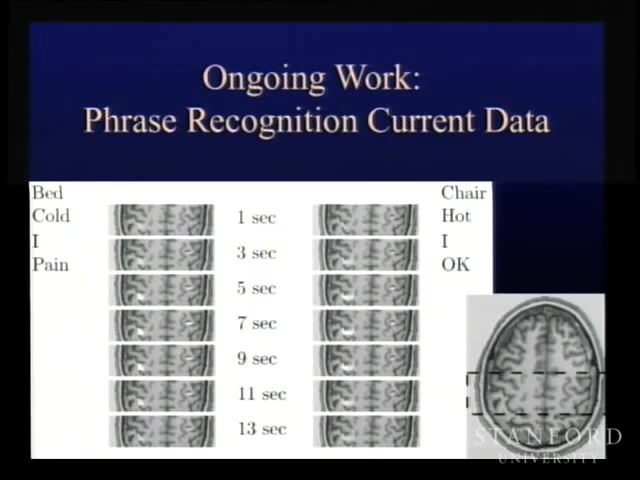 Ongoing Work:
Phrase Recognition Current Data
Bed
Cold
I
Pain
1 sec
3 sec
5 sec
7 sec
9 sec
11 sec
13 sec
Chair
Hot
I
OK
STANFORD
UNIVERSITY